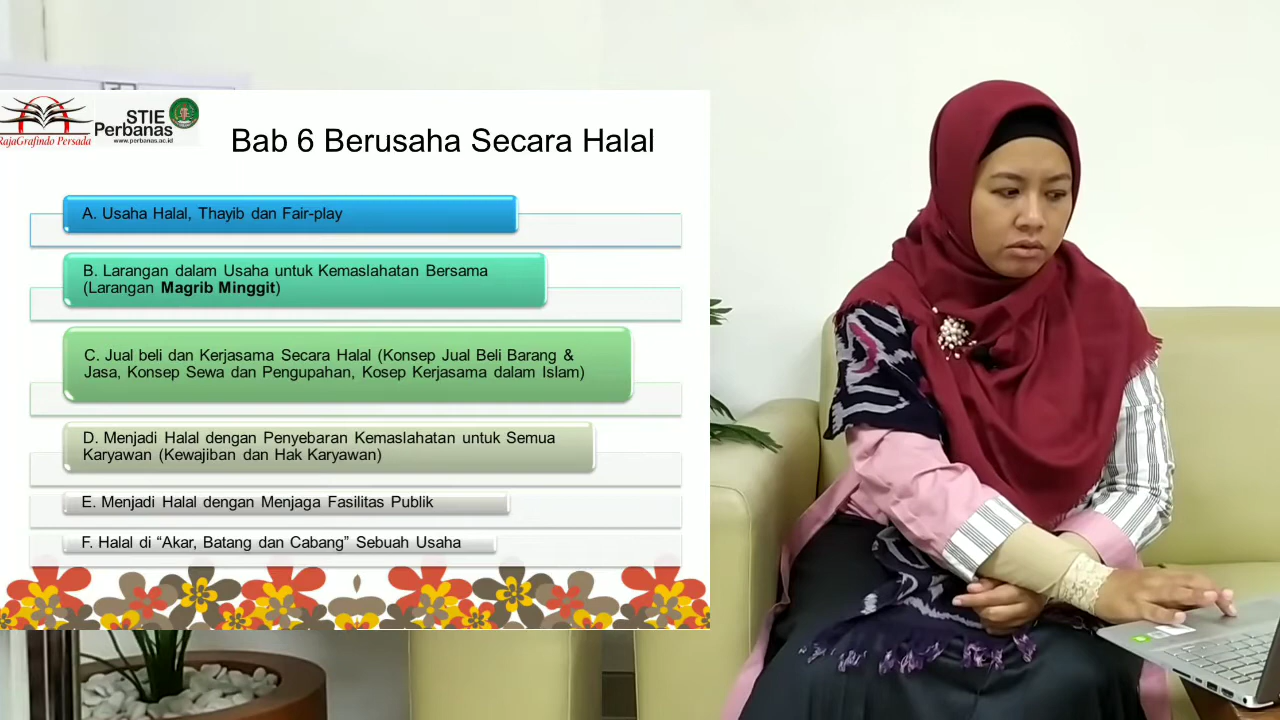 RajaGrafindo Persada
STIE
Perbanas
www.perbanas.ac.id
Bab 6 Berusaha Secara Halal
A. Usaha Halal, Thayib dan Fair-play
B. Larangan dalam Usaha untuk Kemaslahatan Bersama
(Larangan Magrib Minggit)
C. Jual beli dan Kerjasama Secara Halal (Konsep Jual Beli Barang &
Jasa, Konsep Sewa dan Pengupahan, Kosep Kerjasama dalam Islam)
D. Menjadi Halal dengan Penyebaran Kemaslahatan untuk Semua
Karyawan (Kewajiban dan Hak Karyawan)
E. Menjadi Halal dengan Menjaga Fasilitas Publik
F. Halal di “Akar, Batang dan Cabang” Sebuah Usaha